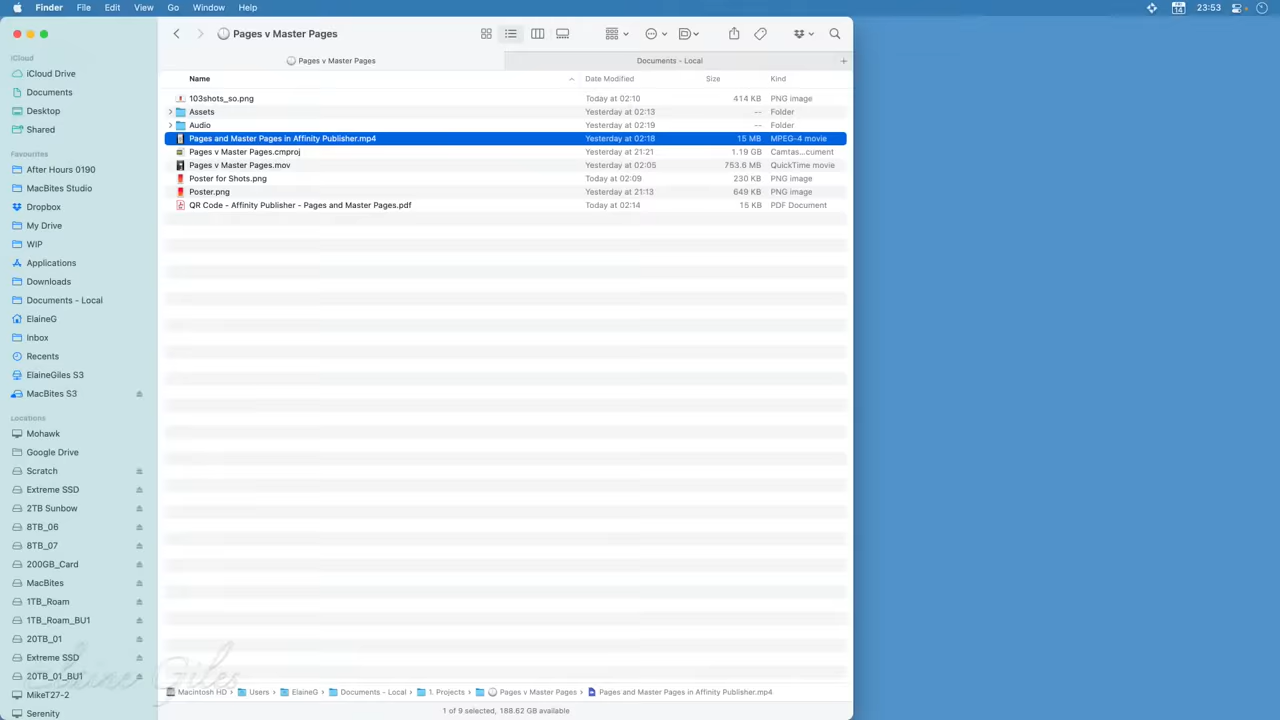 Finder File Edit View Go Window Help 14 23:53
Pages v Master Pages
Pages v Master Pages Documents - Local +
iCloud
iCloud Drive
Documents
Desktop
Shared
Favourites
After Hours 0190
MacBites Studio
Dropbox
My Drive
WIP
Applications
Downloads
Documents - Local
ElaineG
Inbox
Recents
ElaineGiles S3
MacBites S3
Locations
Mohawk
Google Drive
Scratch
Extreme SSD
2TB Sunbow
8TB_06
8TB_07
200GB_Card
MacBites
1TB_Roam
1TB_Roam_BU1
20TB_01
Extreme SSD
20TB_01_BU1
MikeT27-2
Serenity
Name Date Modified Size Kind
103shots_so.png Today at 02:10 414 KB PNG image
Assets Yesterday at 02:13 -- Folder
Audio Yesterday at 02:19 -- Folder
Pages and Master Pages in Affinity Publisher.mp4 Yesterday at 02:18 15 MB MPEG-4 movie
Pages v Master Pages.cmproj Yesterday at 21:21 1.19 GB Camtas...cument
Pages v Master Pages.mov Yesterday at 02:05 753.6 MB QuickTime movie
Poster for Shots.png Today at 02:09 230 KB PNG image
Poster.png Yesterday at 21:13 649 KB PNG image
QR Code - Affinity Publisher - Pages and Master Pages.pdf Today at 02:14 15 KB PDF Document
Elaine Giles
Macintosh HD › Users › ElaineG › Documents - Local › 1. Projects › Pages v Master Pages › Pages and Master Pages in Affinity Publisher.mp4
1 of 9 selected, 188.62 GB available